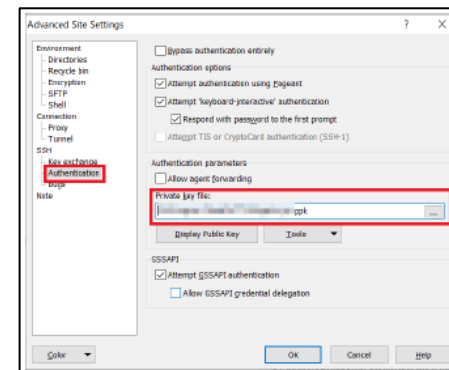 Advanced Site Settings
? X
Environment
Directories
Recycle bin
Encryption
SFTP
Shell
Connection
Proxy
Tunnel
SSH
Key exchange
Authentication
Bugs
Note
Bypass authentication entirely
Authentication options
Attempt authentication using Pageant
Attempt 'keyboard-interactive' authentication
Respond with password to the first prompt
Attempt TIS or CryptoCard authentication (SSH-1)
Authentication parameters
Allow agent forwarding
Private key file:
ppk
...
Display Public Key
Tools
GSSAPI
Attempt GSSAPI authentication
Allow GSSAPI credential delegation
Color
OK
Cancel
Help